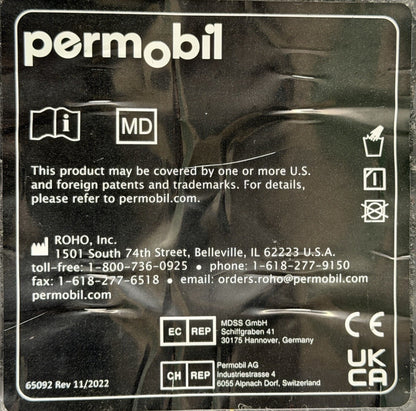 permobil
MD
This product may be covered by one or more U.S.
and foreign patents and trademarks. For details,
please refer to permobil.com.
ROHO, Inc.
1501 South 74th Street, Belleville, IL 62223 U.S.A.
toll-free: 1-800-736-0925 • phone: 1-618-277-9150
fax: 1-618-277-6518 • email: orders.roho@permobil.com
permobil.com
EC REP
MDSS GmbH
Schiffgraben 41
30175 Hannover, Germany
CE
CH REP
Permobil AG
Industriestrasse 4
6055 Alpnach Dorf, Switzerland
UK
CA
65092 Rev 11/2022